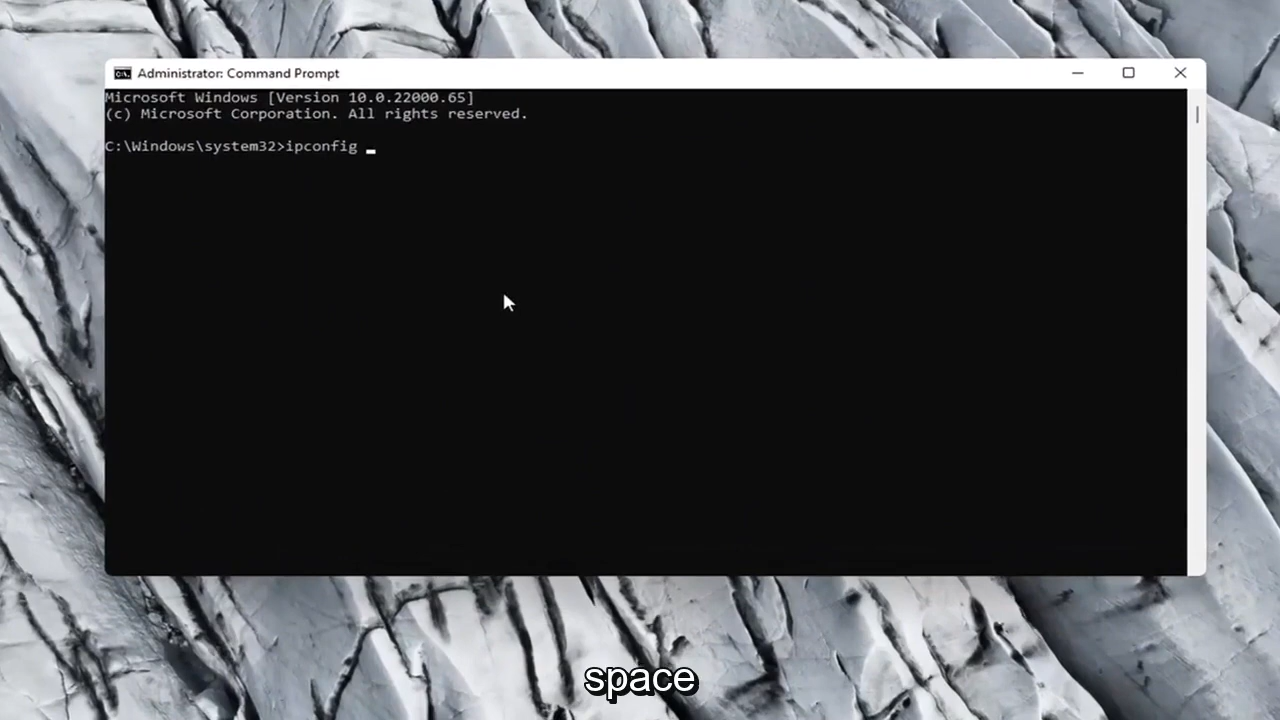 Administrator: Command Prompt
Microsoft Windows [Version 10.0.22000.65]
(c) Microsoft Corporation. All rights reserved.
C:\Windows\system32>ipconfig _
space